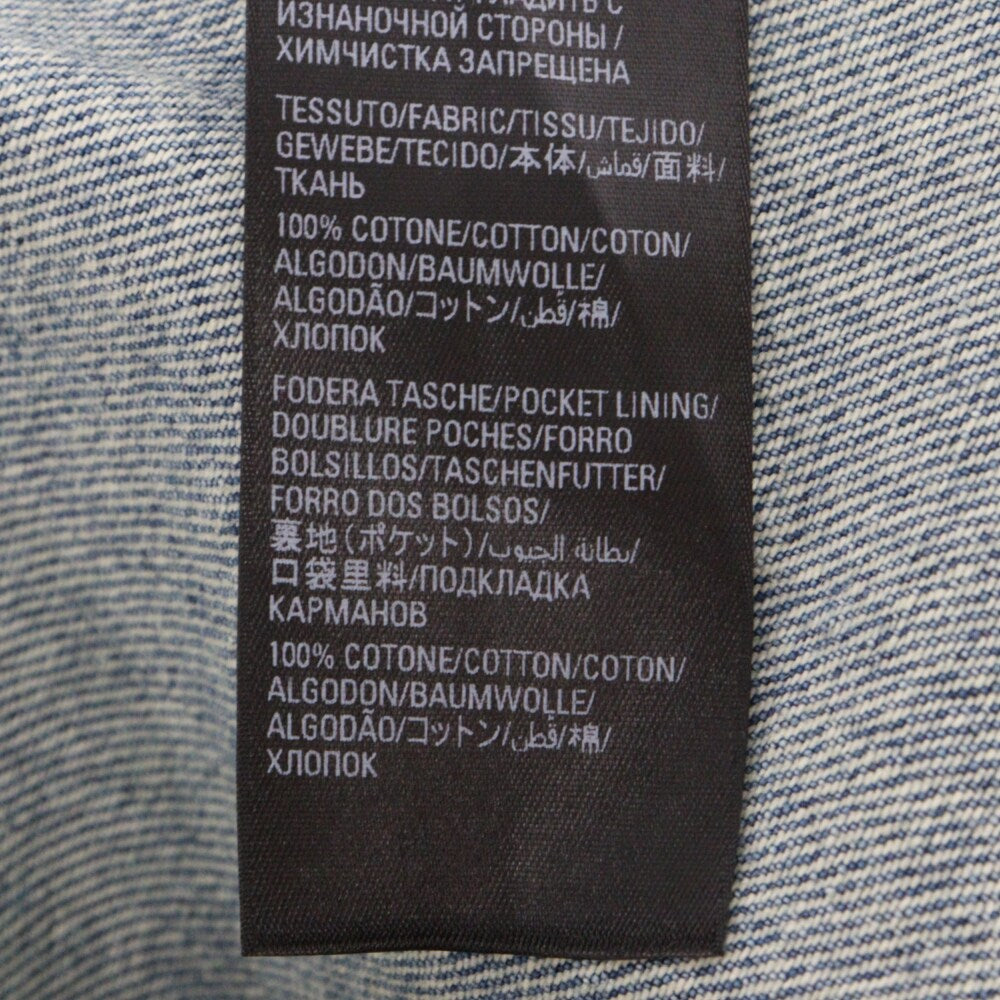 ГЛАДИТЬ С
ИЗНАНОЧНОЙ СТОРОНЫ /
ХИМЧИСТКА ЗАПРЕЩЕНА
TESSUTO/FABRIC/TISSU/TEJIDO/
GEWEBE/TECIDO/本体/قماش/面料/
ТКАНЬ
100% COTONE/COTTON/COTON/
ALGODON/BAUMWOLLE/
ALGODÃO/コットン/قطن/棉/
ХЛОПОК
FODERA TASCHE/POCKET LINING/
DOUBLURE POCHES/FORRO
BOLSILLOS/TASCHENFUTTER/
FORRO DOS BOLSOS/
裏地(ポケット)/بطانة الجيوب/
口袋里料/ПОДКЛАДКА
КАРМАНОВ
100% COTONE/COTTON/COTON/
ALGODON/BAUMWOLLE/
ALGODÃO/コットン/قطن/棉/
ХЛОПОК